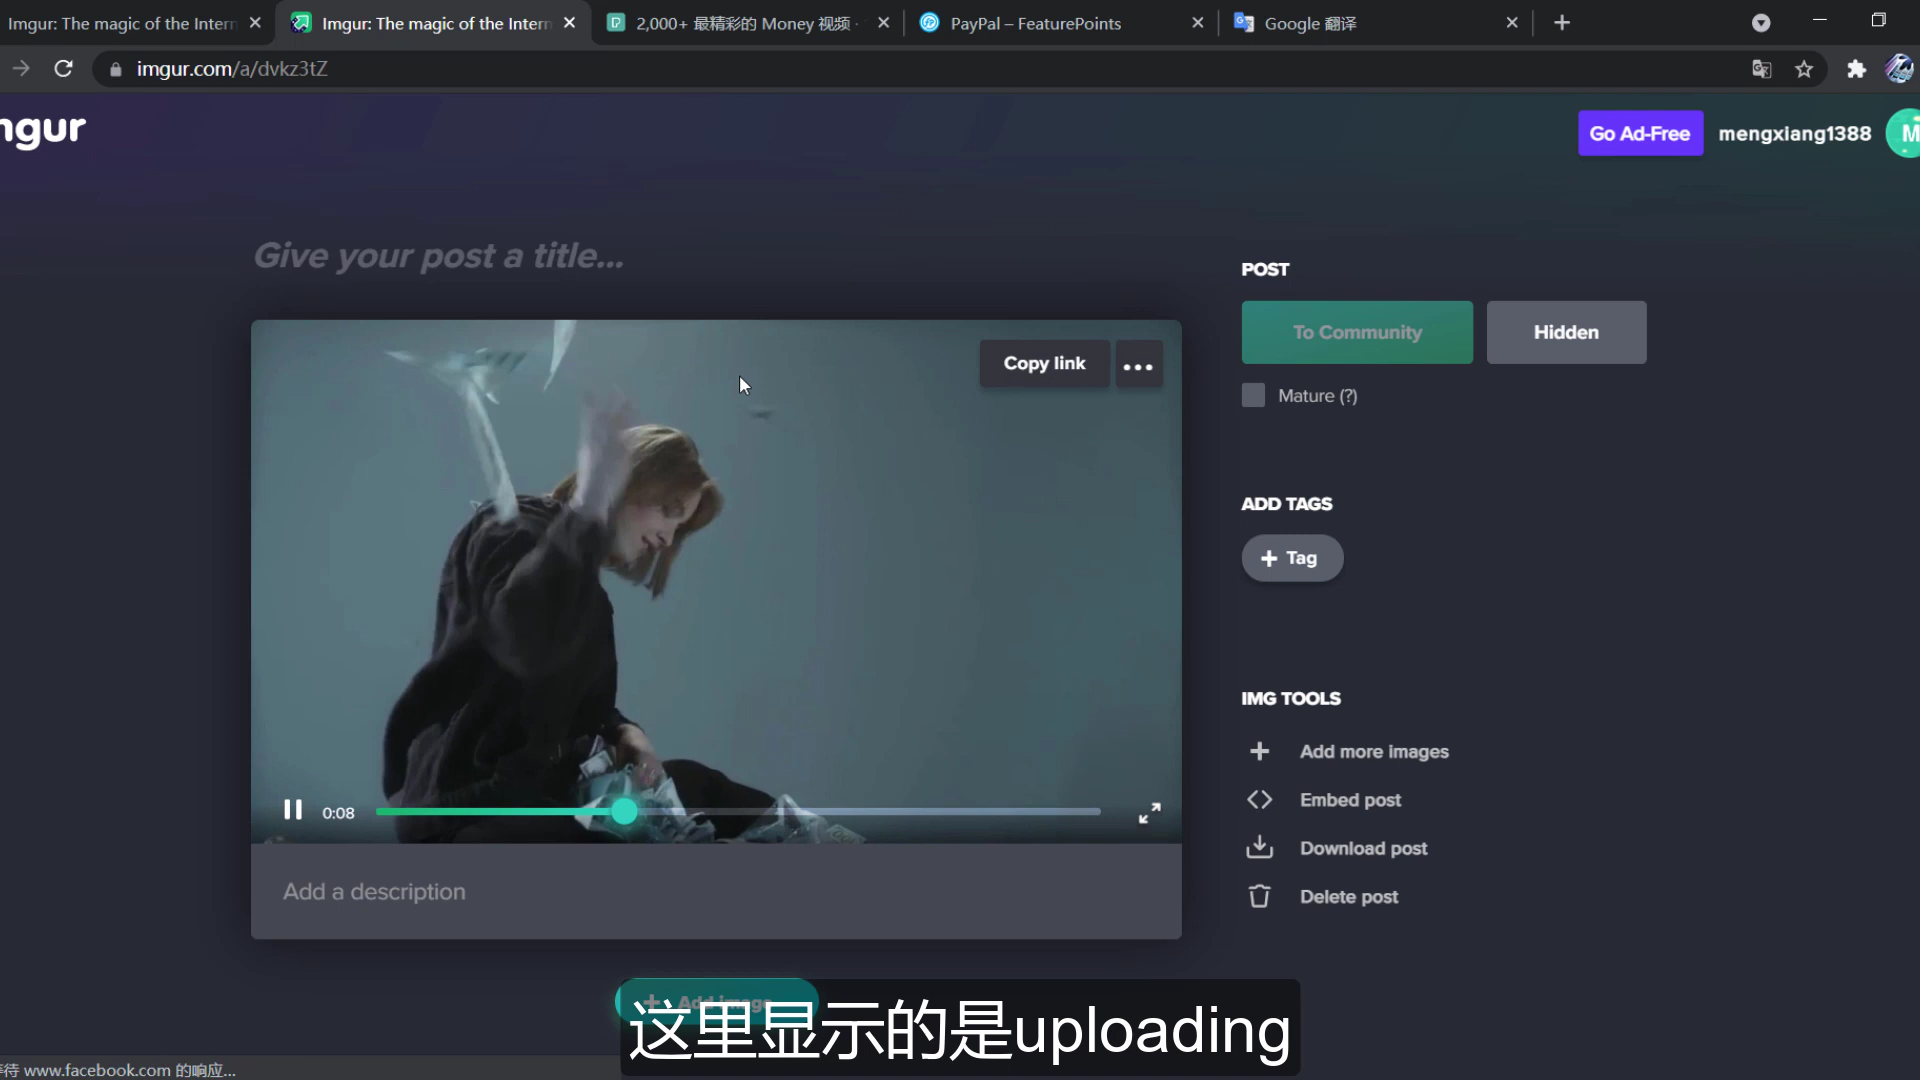 Imgur: The magic of the Intern
Imgur: The magic of the Intern
2,000+ 最精彩的 Money 视频 ·
PayPal – FeaturePoints
Google 翻译
imgur.com/a/dvkz3tZ
imgur
Go Ad-Free
mengxiang1388
M
Give your post a title...
POST
To Community
Hidden
Copy link
Mature (?)
ADD TAGS
+ Tag
IMG TOOLS
Add more images
0:08
Embed post
Download post
Add a description
Delete post
Add image
这里显示的是uploading
待 www.facebook.com 的响应...